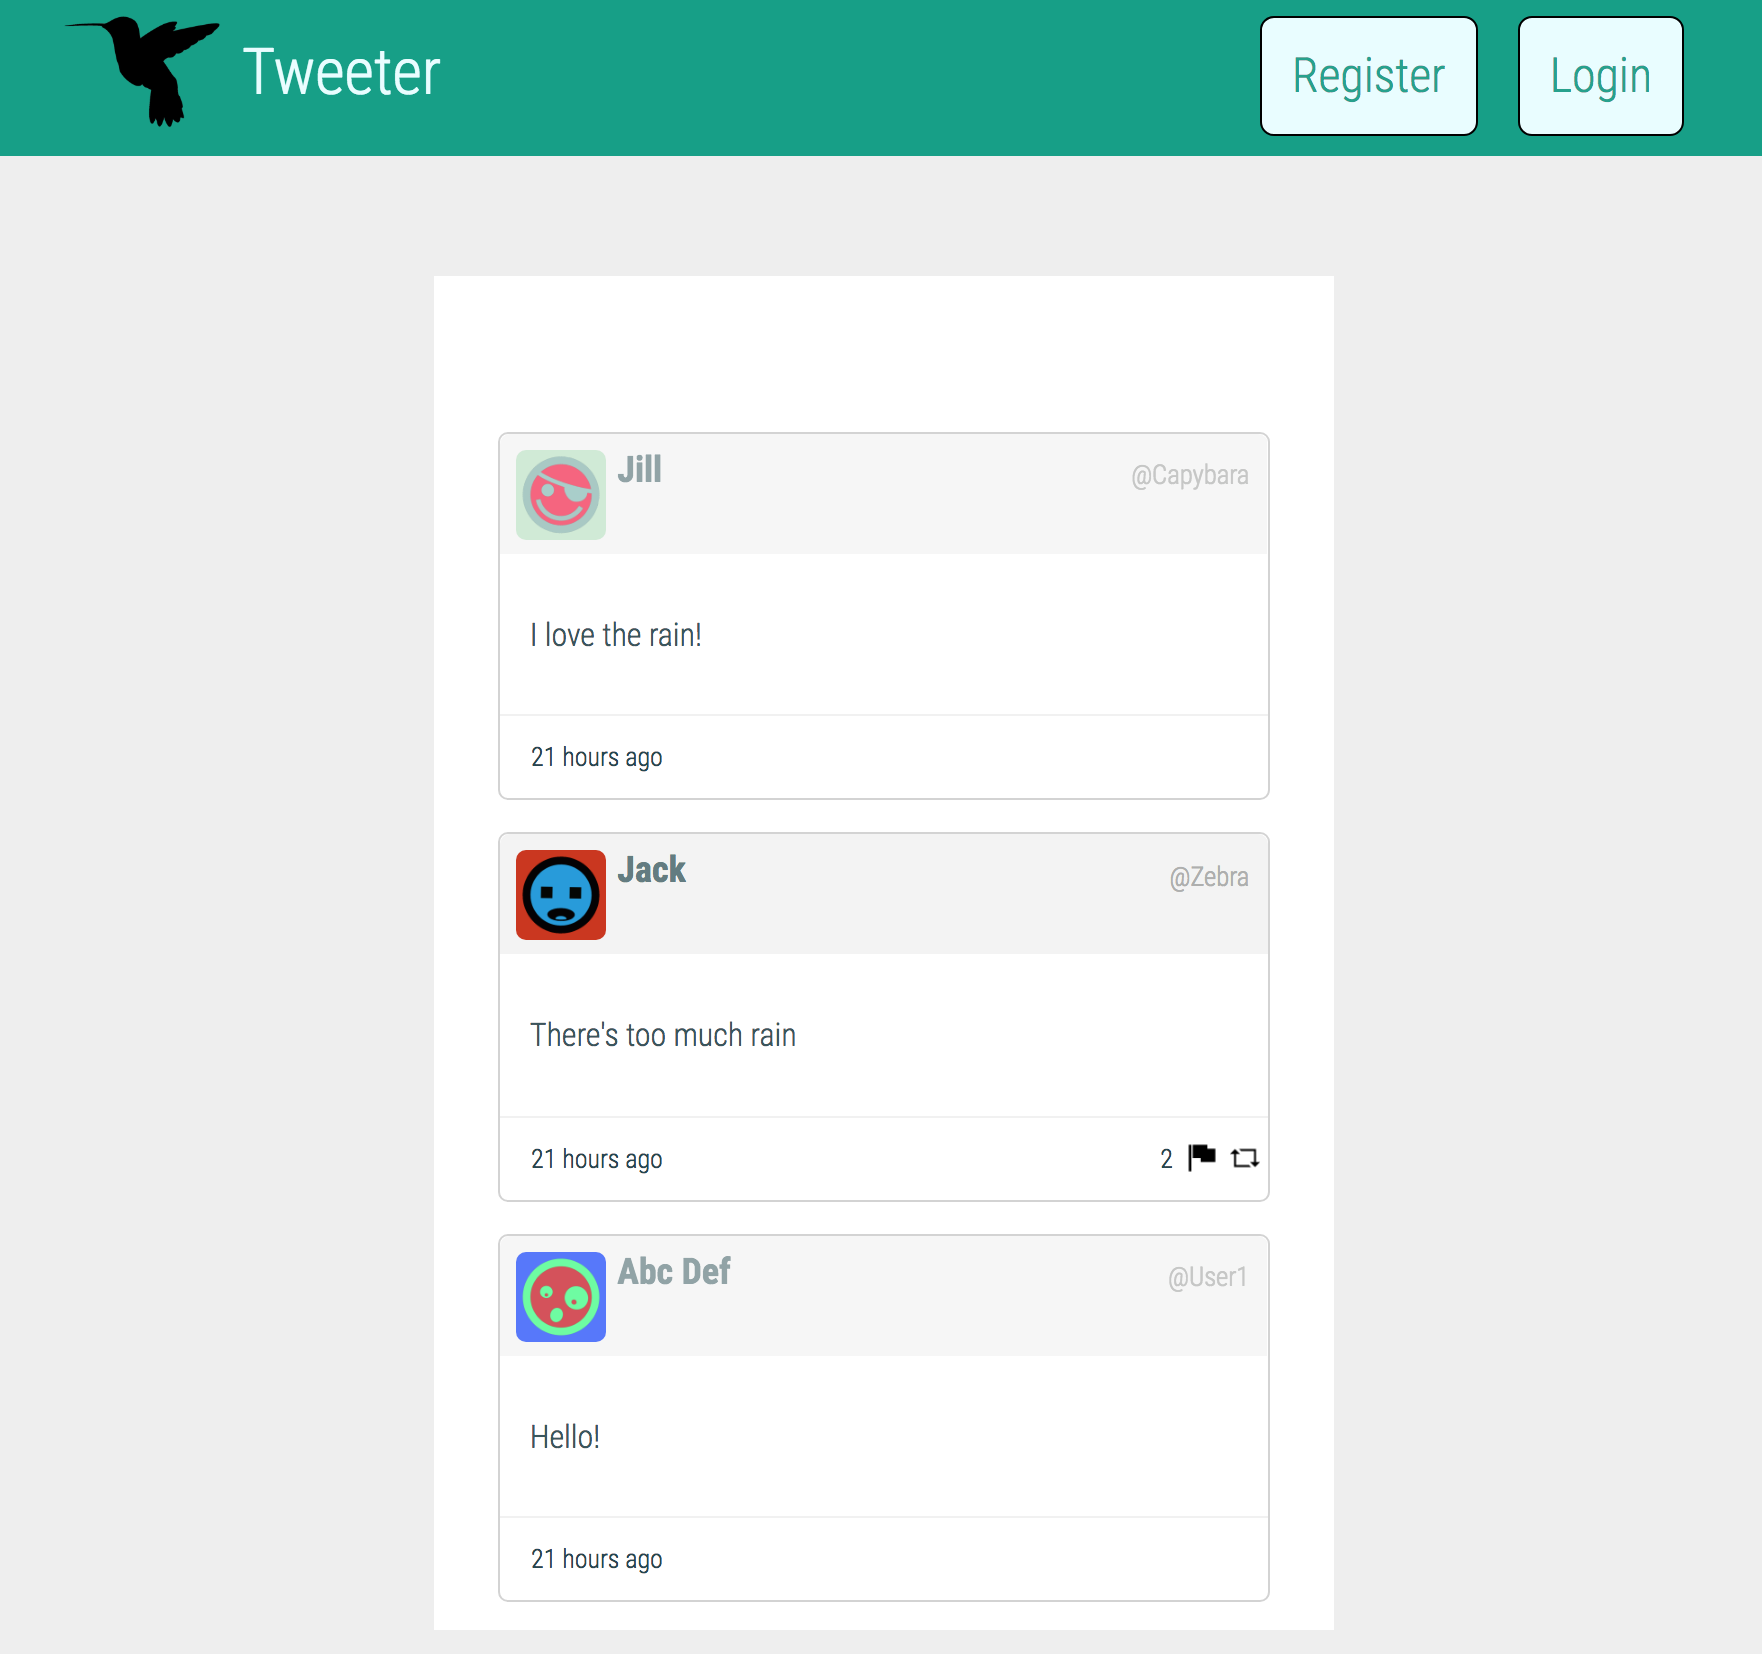 Tweeter
Register
Login
Jill
@Capybara
I love the rain!
21 hours ago
Jack
@Zebra
There's too much rain
21 hours ago
2
Abc Def
@User1
Hello!
21 hours ago